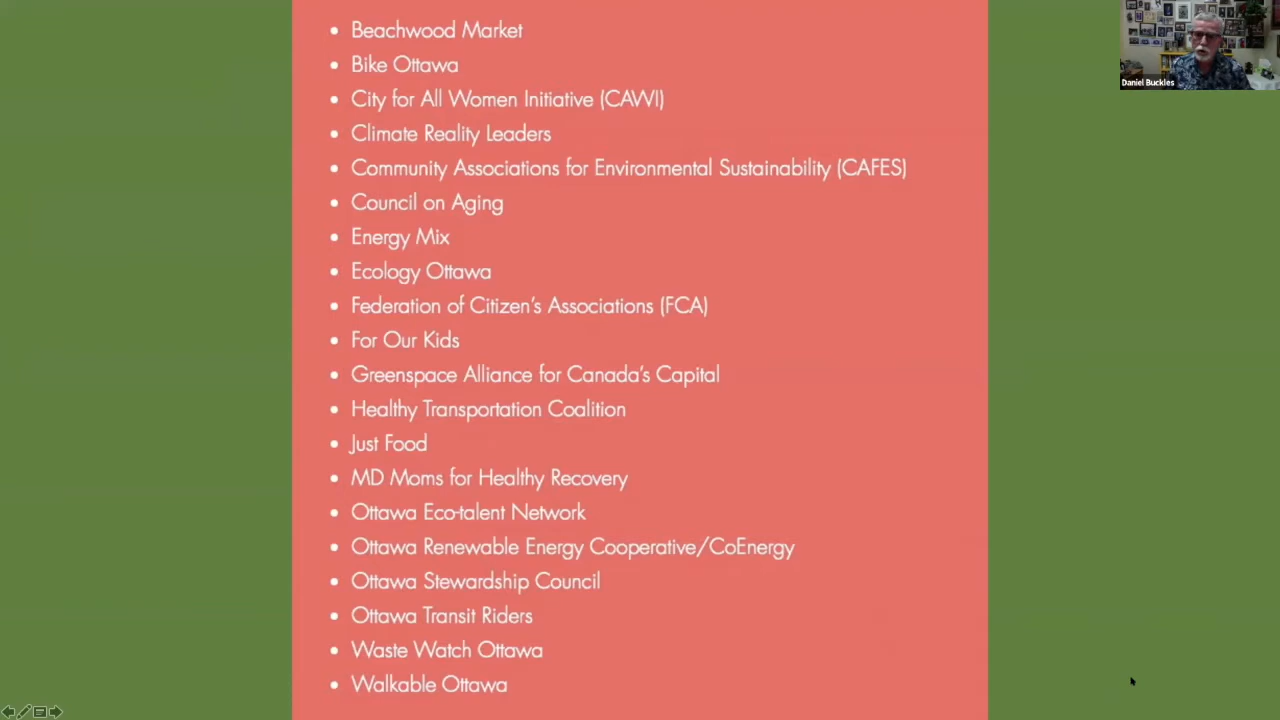 Beachwood Market
Bike Ottawa
City for All Women Initiative (CAWI)
Climate Reality Leaders
Community Associations for Environmental Sustainability (CAFES)
Council on Aging
Energy Mix
Ecology Ottawa
Federation of Citizen's Associations (FCA)
For Our Kids
Greenspace Alliance for Canada's Capital
Healthy Transportation Coalition
Just Food
MD Moms for Healthy Recovery
Ottawa Eco-talent Network
Ottawa Renewable Energy Cooperative/CoEnergy
Ottawa Stewardship Council
Ottawa Transit Riders
Waste Watch Ottawa
Walkable Ottawa
Daniel Buckles